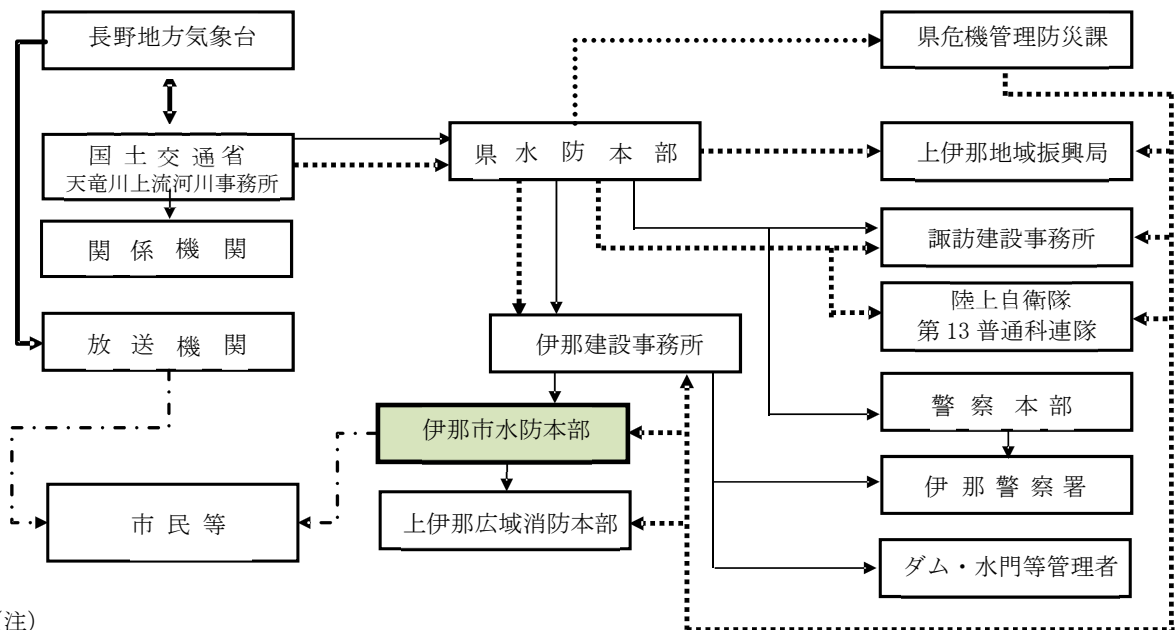 長野地方気象台
県危機管理防災課
国土交通省
天竜川上流河川事務所
県水防本部
上伊那地域振興局
関係機関
諏訪建設事務所
放送機関
伊那建設事務所
陸上自衛隊
第13普通科連隊
伊那市水防本部
警察本部
市民等
上伊那広域消防本部
伊那警察署
ダム・水門等管理者
（注）